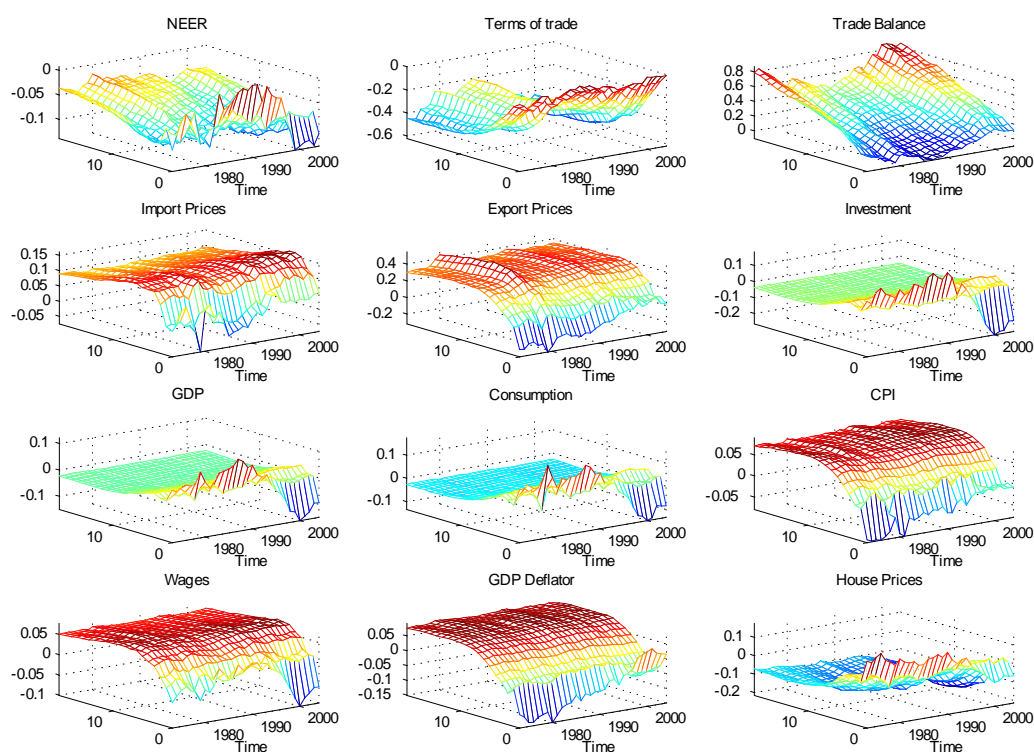 NEER Terms of trade Trade Balance
0 -0.05 -0.1 10 0 1980 1990 2000 Time
0 -0.2 -0.4 -0.6 10 0 1980 1990 2000 Time
0.8 0.6 0.4 0.2 0 10 0 1980 1990 2000 Time
Import Prices Export Prices Investment
0.15 0.1 0.05 0 -0.05 10 0 1980 1990 2000 Time
0.4 0.2 0 -0.2 10 0 1980 1990 2000 Time
0.1 0 -0.1 -0.2 10 0 1980 1990 2000 Time
GDP Consumption CPI
0.1 0 -0.1 10 0 1980 1990 2000 Time
0.1 0 -0.1 10 0 1980 1990 2000 Time
0.05 0 -0.05 10 0 1980 1990 2000 Time
Wages GDP Deflator House Prices
0.05 0 -0.05 -0.1 10 0 1980 1990 2000 Time
0.05 0 -0.05 -0.1 -0.15 10 0 1980 1990 2000 Time
0.1 0 -0.1 -0.2 10 0 1980 1990 2000 Time